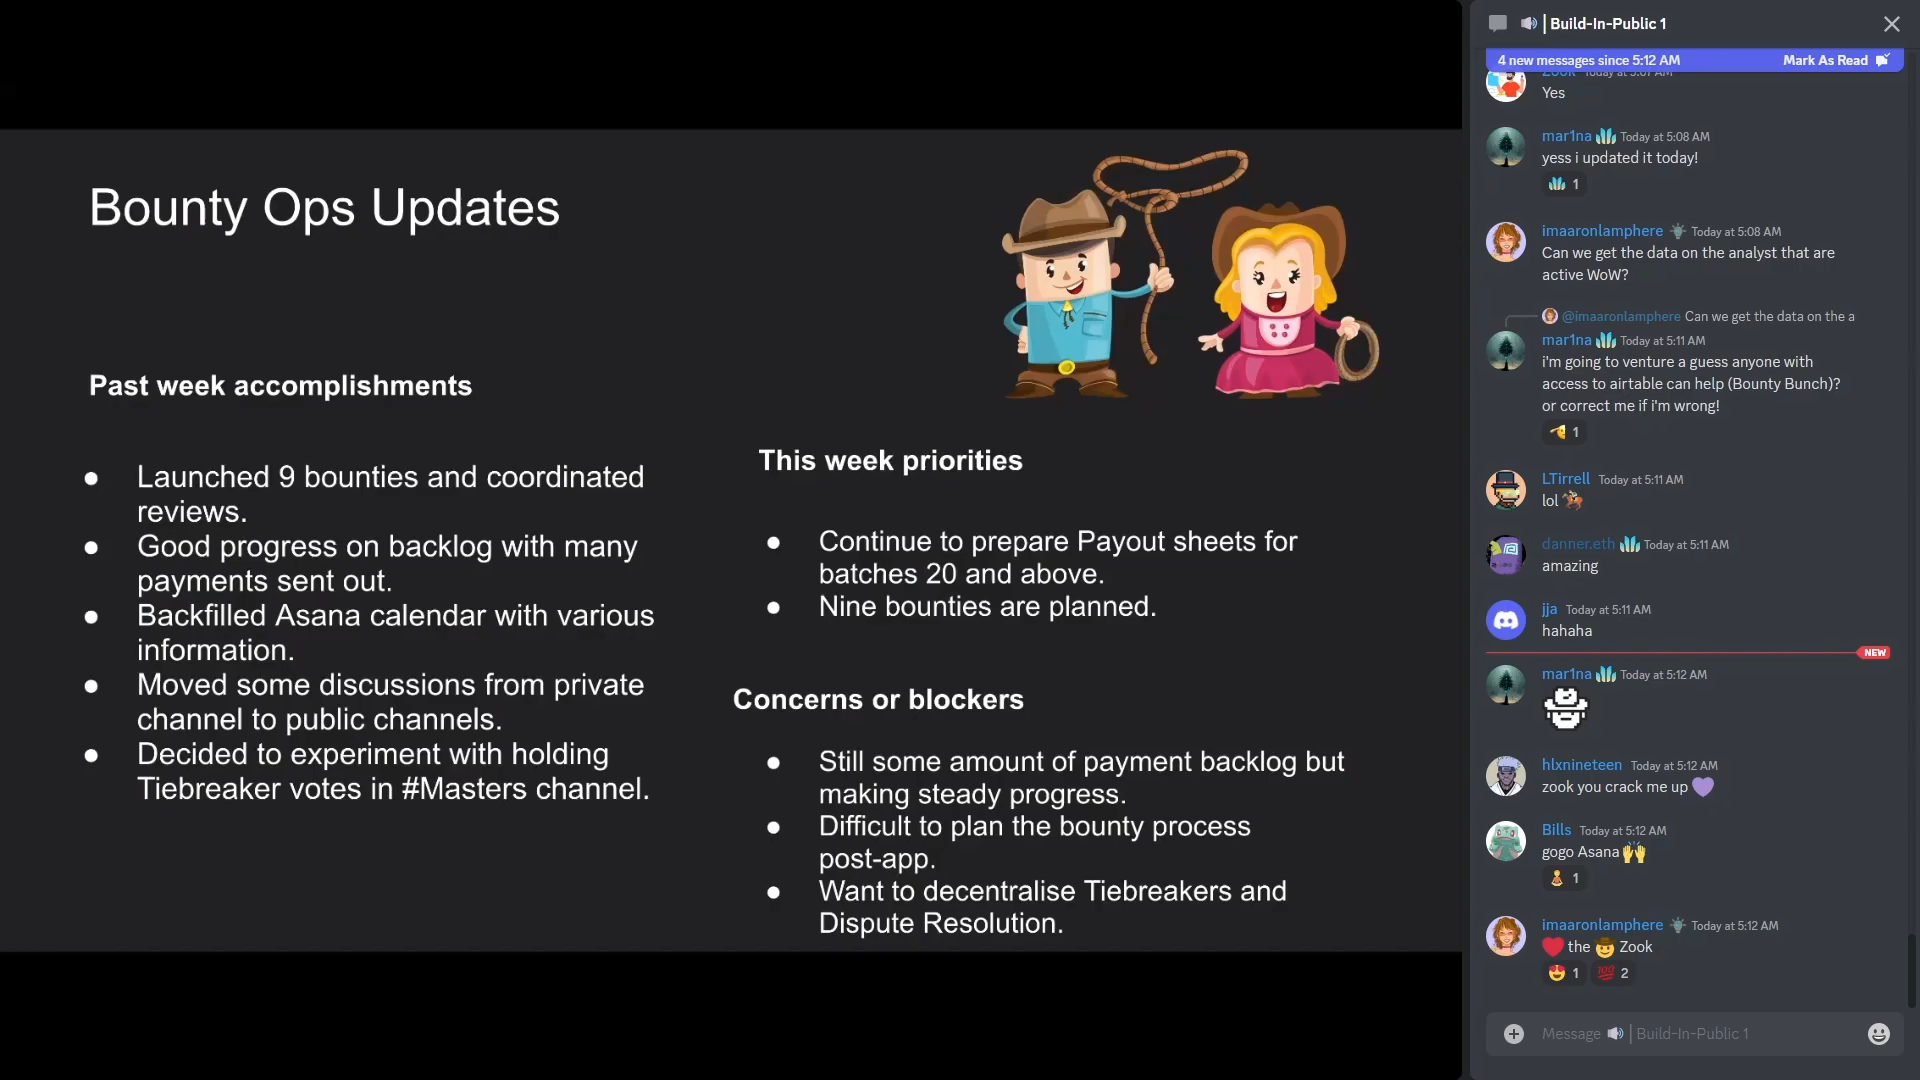 Bounty Ops Updates
Past week accomplishments
● Launched 9 bounties and coordinated
reviews.
● Good progress on backlog with many
payments sent out.
● Backfilled Asana calendar with various
information.
● Moved some discussions from private
channel to public channels.
● Decided to experiment with holding
Tiebreaker votes in #Masters channel.
This week priorities
● Continue to prepare Payout sheets for
batches 20 and above.
● Nine bounties are planned.
Concerns or blockers
● Still some amount of payment backlog but
making steady progress.
● Difficult to plan the bounty process
post-app.
● Want to decentralise Tiebreakers and
Dispute Resolution.
Build-In-Public 1
4 new messages since 5:12 AM Mark As Read
Zook Today at 5:07 AM
Yes
mar1na Today at 5:08 AM
yess i updated it today!
1
imaaronlamphere Today at 5:08 AM
Can we get the data on the analyst that are
active WoW?
@imaaronlamphere Can we get the data on the a
mar1na Today at 5:11 AM
i'm going to venture a guess anyone with
access to airtable can help (Bounty Bunch)?
or correct me if i'm wrong!
1
LTirrell Today at 5:11 AM
lol 🏇
danner.eth Today at 5:11 AM
amazing
jja Today at 5:11 AM
hahaha
NEW
mar1na Today at 5:12 AM
hlxnineteen Today at 5:12 AM
zook you crack me up 💜
Bills Today at 5:12 AM
gogo Asana 🙌
1
imaaronlamphere Today at 5:12 AM
❤️ the 🤠 Zook
😍 1 💯 2
Message 🔊 | Build-In-Public 1